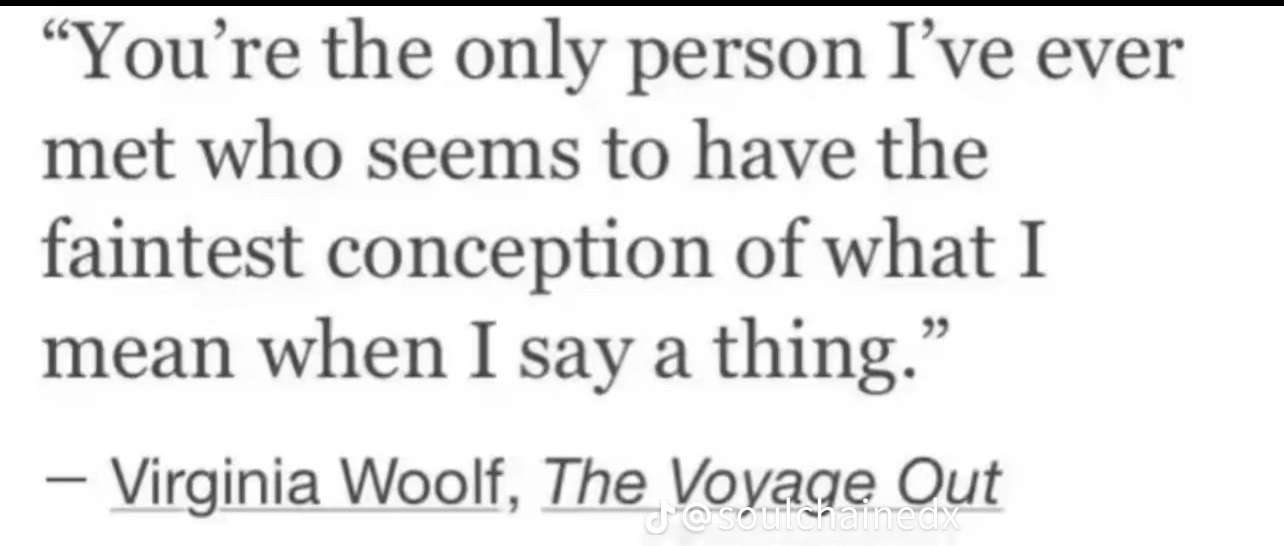 “You’re the only person I’ve ever
met who seems to have the
faintest conception of what I
mean when I say a thing.”
— Virginia Woolf, The Voyage Out
@soulchainedx